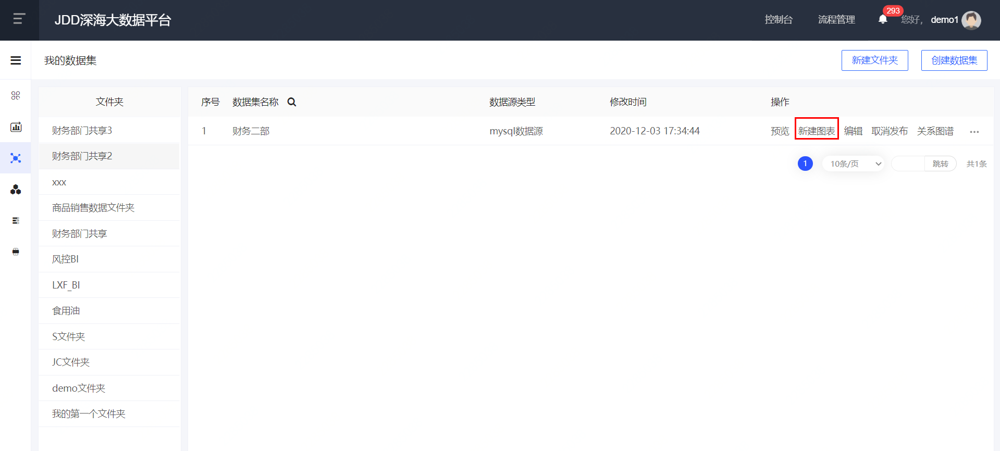 JDD深海大数据平台
控制台 流程管理 293 您好, demo1
我的数据集
新建文件夹 创建数据集
文件夹
财务部门共享3
财务部门共享2
xxx
商品销售数据文件夹
财务部门共享
风控BI
LXF_BI
食用油
S文件夹
JC文件夹
demo文件夹
我的第一个文件夹
序号 数据集名称 数据源类型 修改时间 操作
1 财务二部 mysql数据源 2020-12-03 17:34:44 预览 新建图表 编辑 取消发布 关系图谱 ···
1 10条/页 跳转 共1条